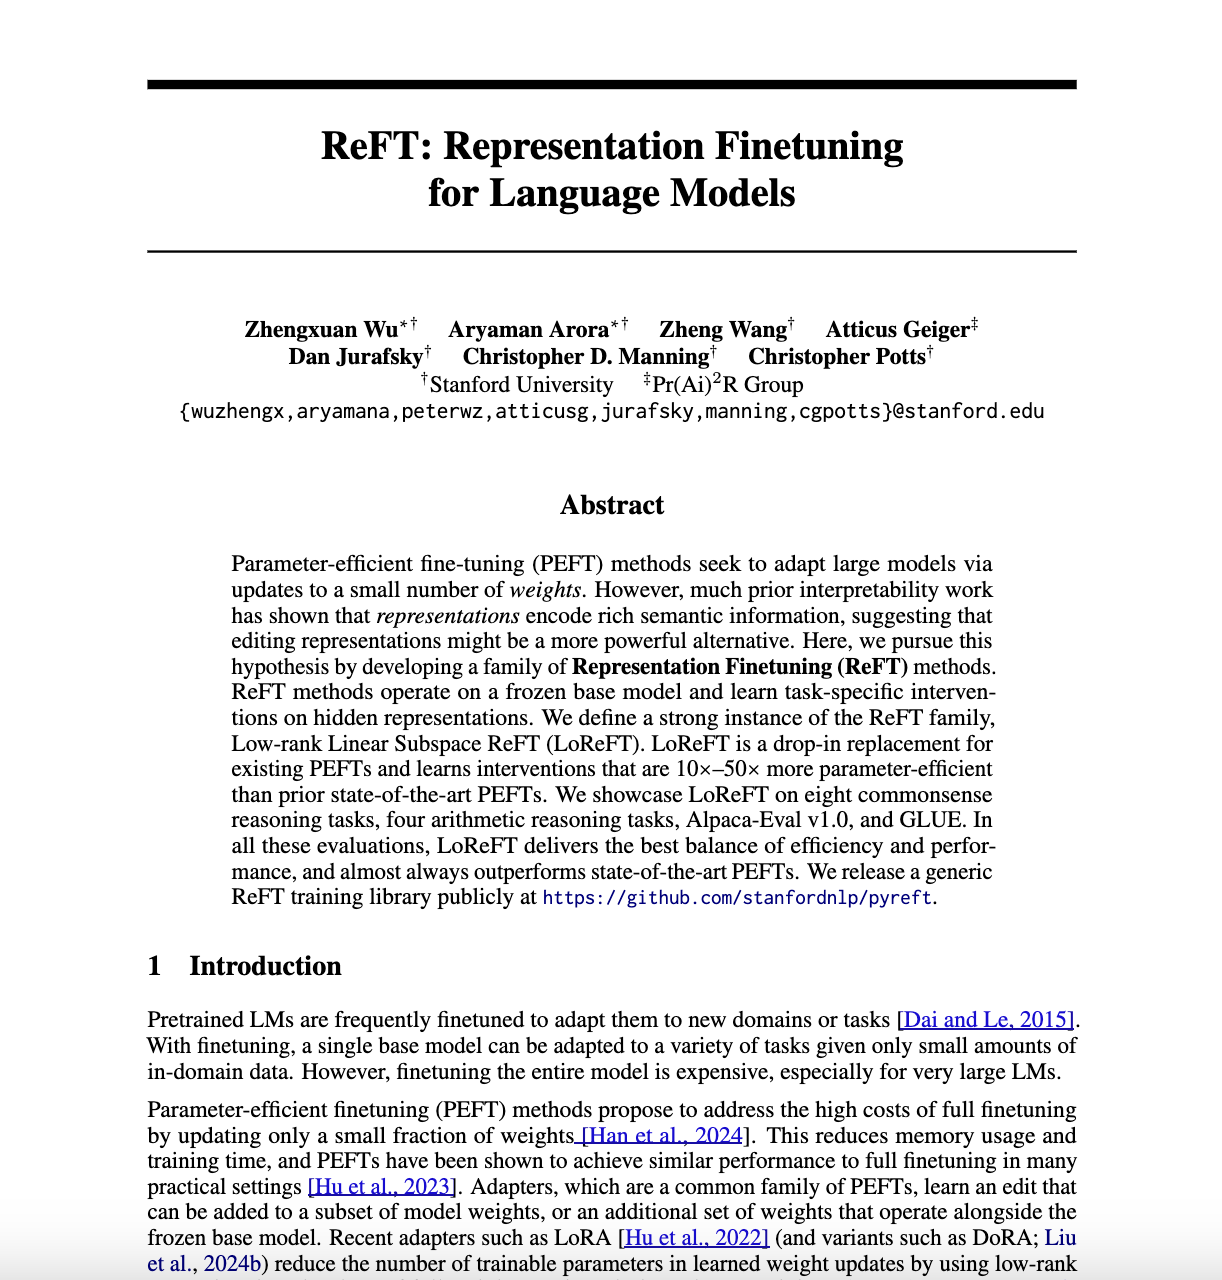 ReFT: Representation Finetuning
for Language Models
Zhengxuan Wu*† Aryaman Arora*† Zheng Wang† Atticus Geiger‡
Dan Jurafsky† Christopher D. Manning† Christopher Potts†
†Stanford University ‡Pr(Ai)²R Group
{wuzhengx,aryamana,peterwz,atticusg,jurafsky,manning,cgpotts}@stanford.edu
Abstract
Parameter-efficient fine-tuning (PEFT) methods seek to adapt large models via
updates to a small number of weights. However, much prior interpretability work
has shown that representations encode rich semantic information, suggesting that
editing representations might be a more powerful alternative. Here, we pursue this
hypothesis by developing a family of Representation Finetuning (ReFT) methods.
ReFT methods operate on a frozen base model and learn task-specific interven-
tions on hidden representations. We define a strong instance of the ReFT family,
Low-rank Linear Subspace ReFT (LoReFT). LoReFT is a drop-in replacement for
existing PEFTs and learns interventions that are 10×–50× more parameter-efficient
than prior state-of-the-art PEFTs. We showcase LoReFT on eight commonsense
reasoning tasks, four arithmetic reasoning tasks, Alpaca-Eval v1.0, and GLUE. In
all these evaluations, LoReFT delivers the best balance of efficiency and perfor-
mance, and almost always outperforms state-of-the-art PEFTs. We release a generic
ReFT training library publicly at https://github.com/stanfordnlp/pyreft.
1 Introduction
Pretrained LMs are frequently finetuned to adapt them to new domains or tasks [Dai and Le, 2015].
With finetuning, a single base model can be adapted to a variety of tasks given only small amounts of
in-domain data. However, finetuning the entire model is expensive, especially for very large LMs.
Parameter-efficient finetuning (PEFT) methods propose to address the high costs of full finetuning
by updating only a small fraction of weights [Han et al., 2024]. This reduces memory usage and
training time, and PEFTs have been shown to achieve similar performance to full finetuning in many
practical settings [Hu et al., 2023]. Adapters, which are a common family of PEFTs, learn an edit that
can be added to a subset of model weights, or an additional set of weights that operate alongside the
frozen base model. Recent adapters such as LoRA [Hu et al., 2022] (and variants such as DoRA; Liu
et al., 2024b) reduce the number of trainable parameters in learned weight updates by using low-rank